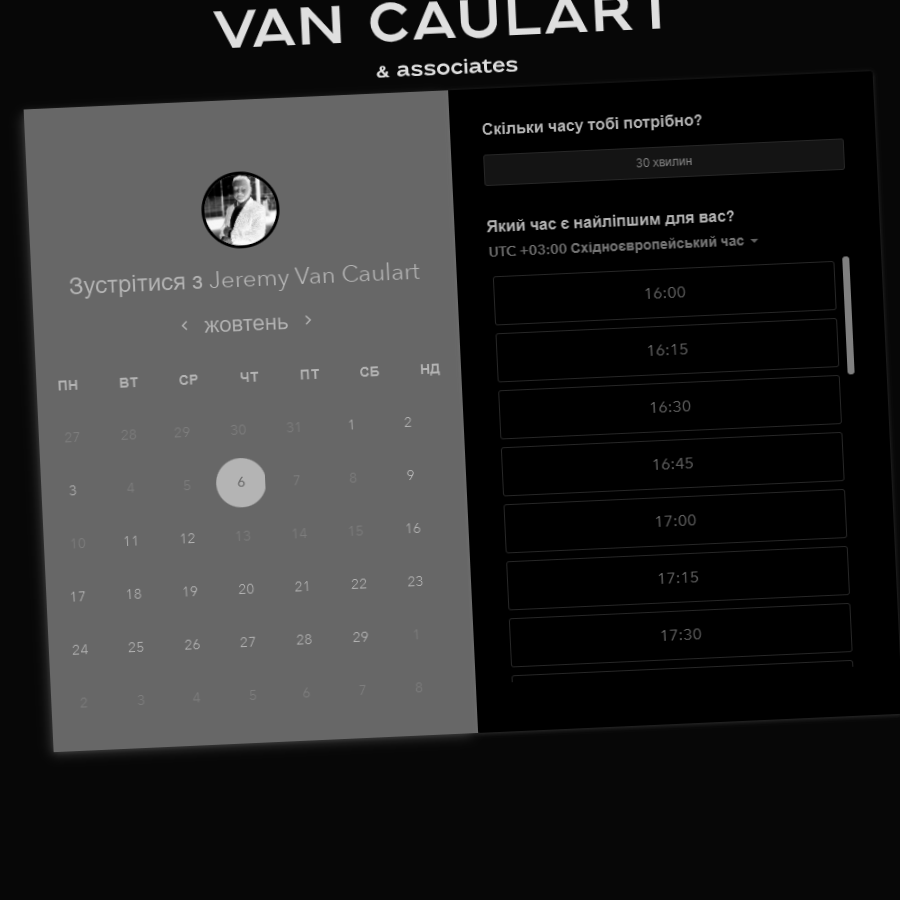 VAN CAULART
& associates
Зустрітися з Jeremy Van Caulart
жовтень
ПН ВТ СР ЧТ ПТ СБ НД
27 28 29 30 31 1 2
3 4 5 6 7 8 9
10 11 12 13 14 15 16
17 18 19 20 21 22 23
24 25 26 27 28 29 1
2 3 4 5 6 7 8
Скільки часу тобі потрібно?
30 хвилин
Який час є найліпшим для вас?
UTC +03:00 Східноєвропейський час
16:00
16:15
16:30
16:45
17:00
17:15
17:30